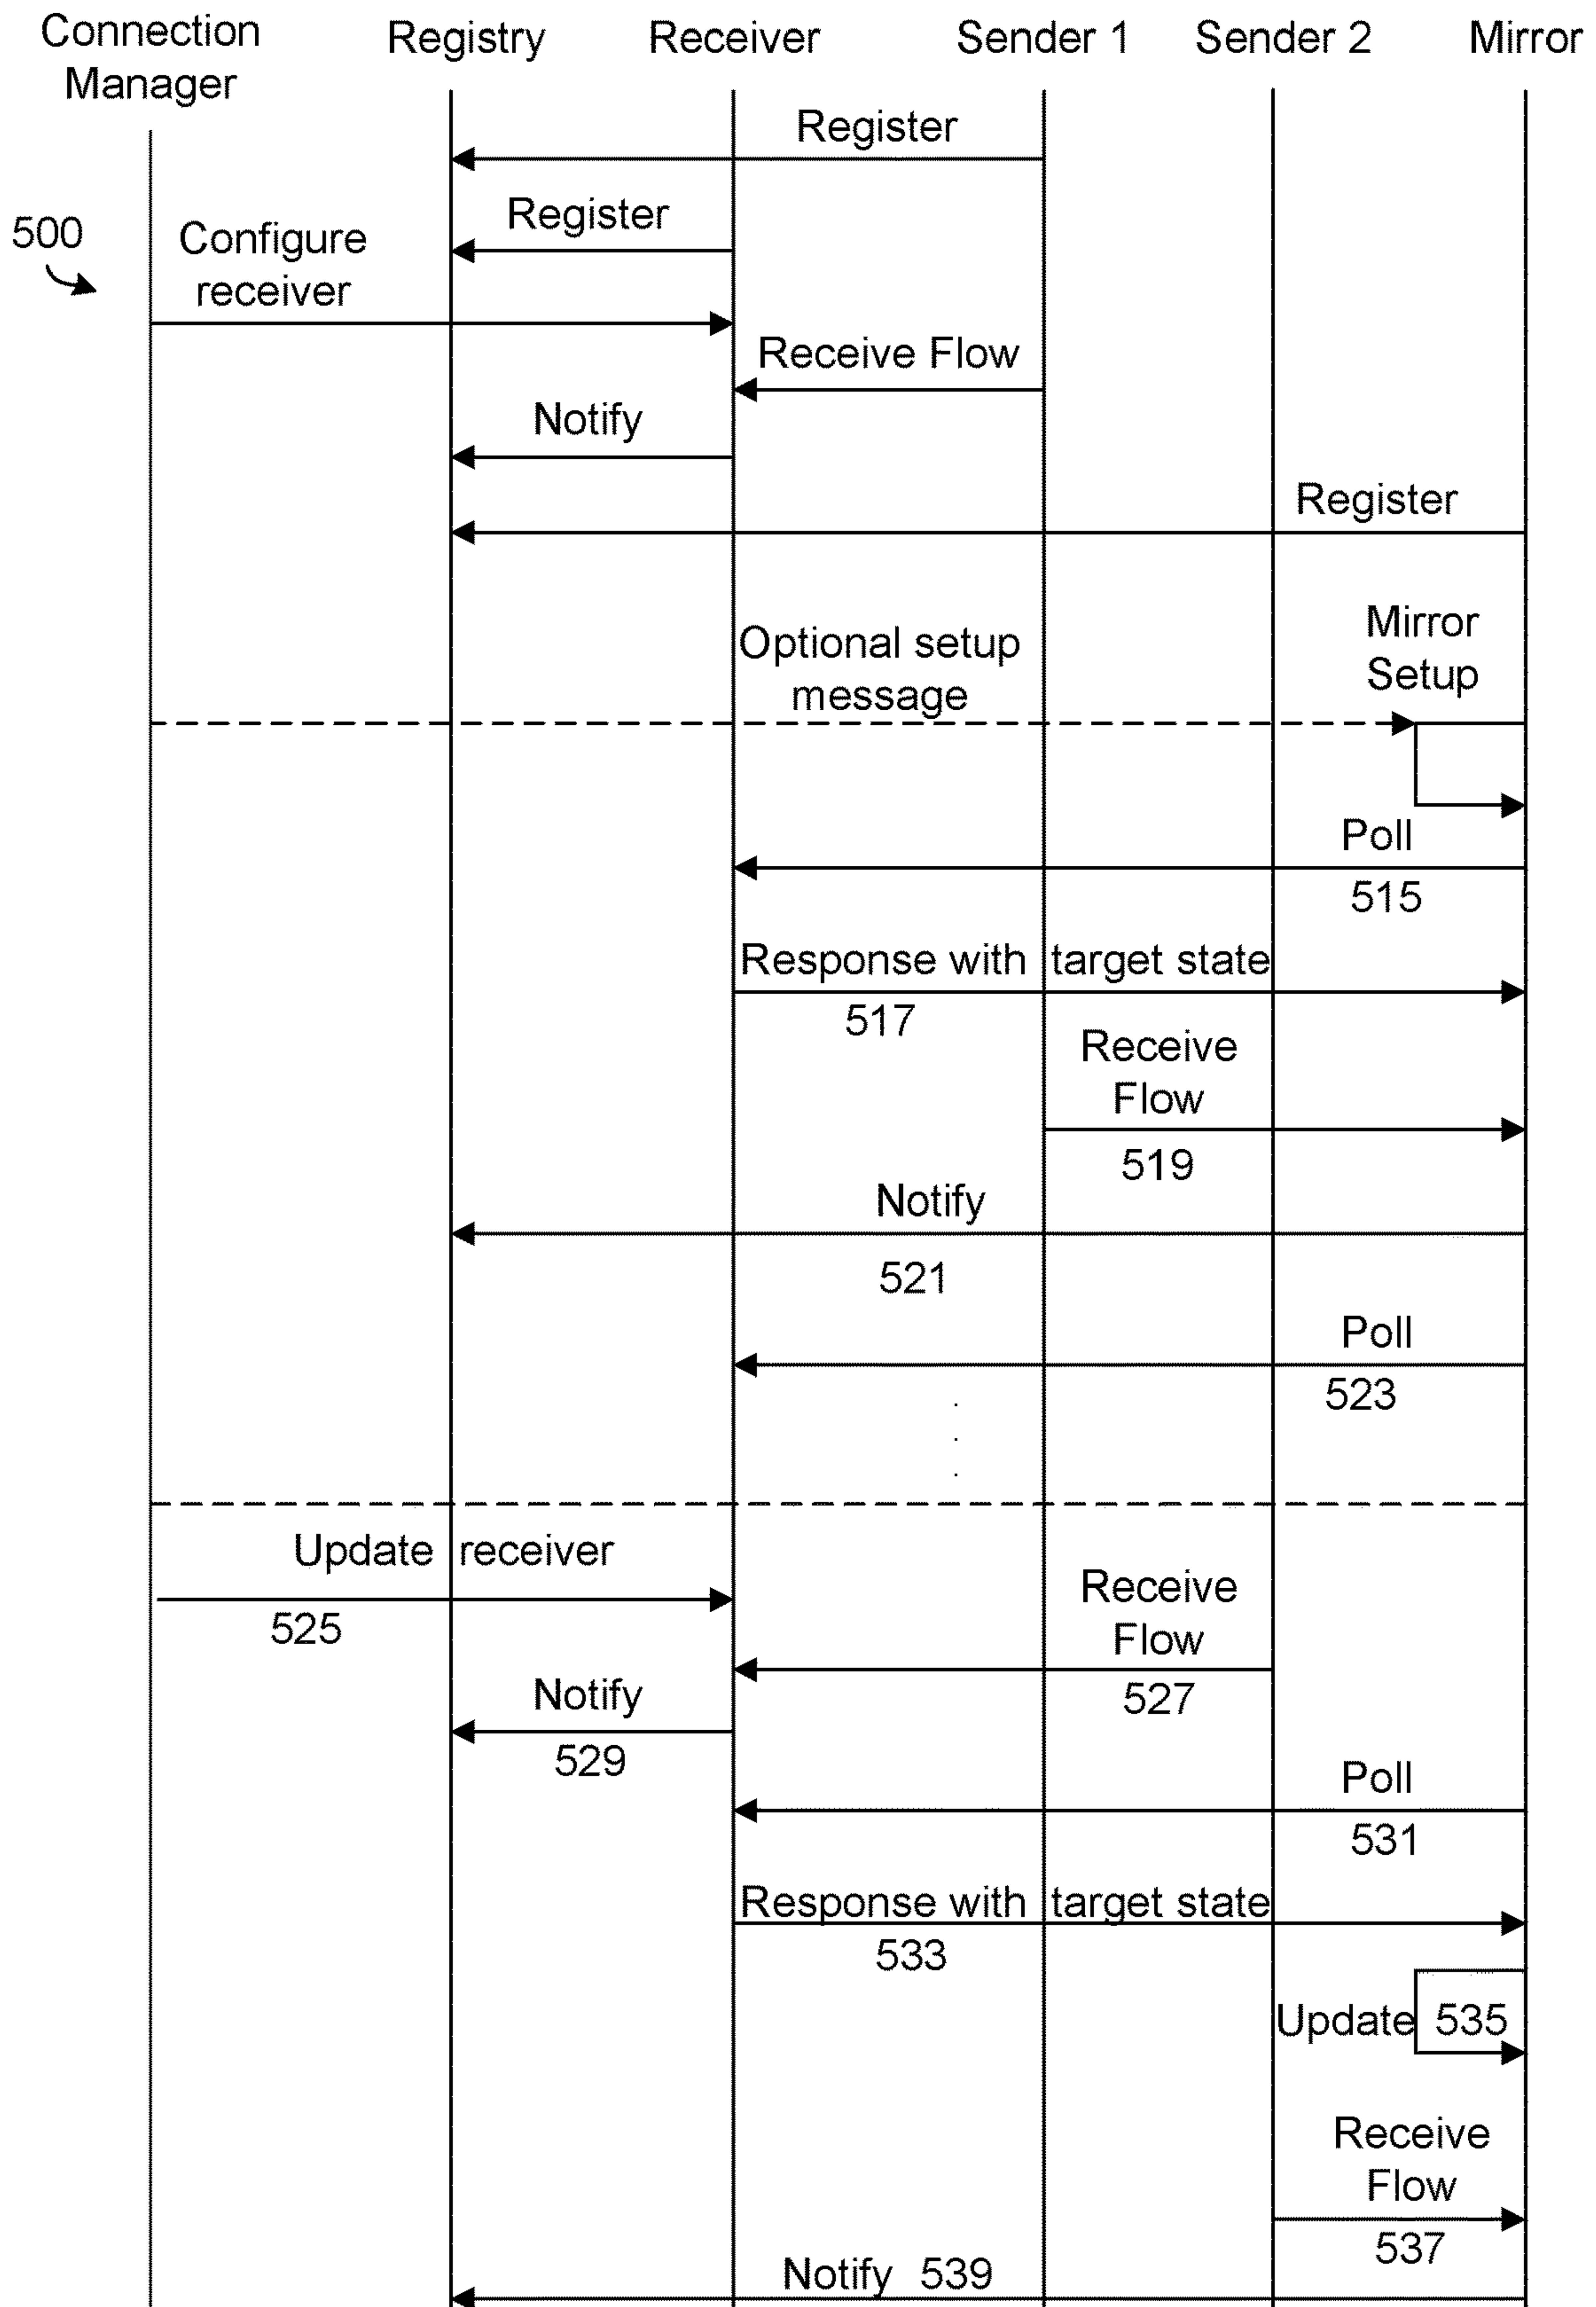 Connection
Manager
Registry
Receiver
Sender 1
Sender 2
Mirror
Register
Register
500
Configure
receiver
Receive Flow
Notify
Register
Optional setup
message
Mirror
Setup
Poll
515
Response with target state
517
Receive
Flow
519
Notify
521
Poll
523
Update receiver
525
Receive
Flow
527
Notify
529
Poll
531
Response with target state
533
Update 535
Receive
Flow
537
Notify 539